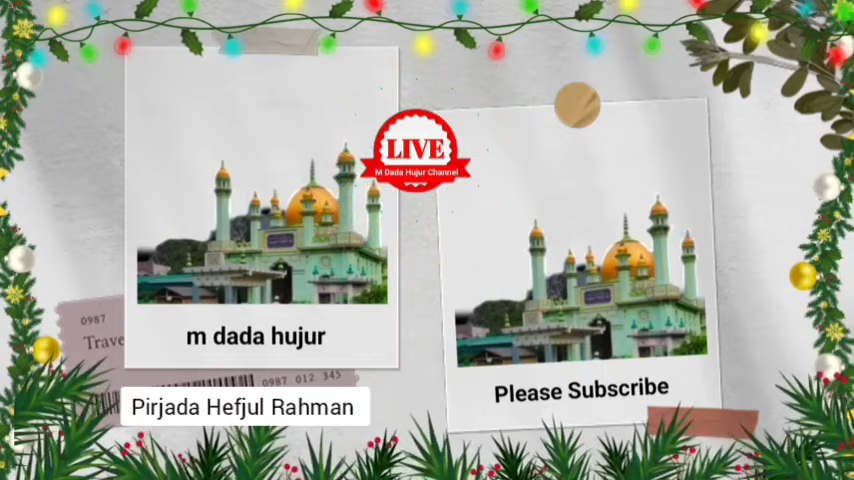 LIVE
M Dada Hujur Channel
m dada hujur
Please Subscribe
0987
Trave
0987 012 345
Pirjada Hefjul Rahman